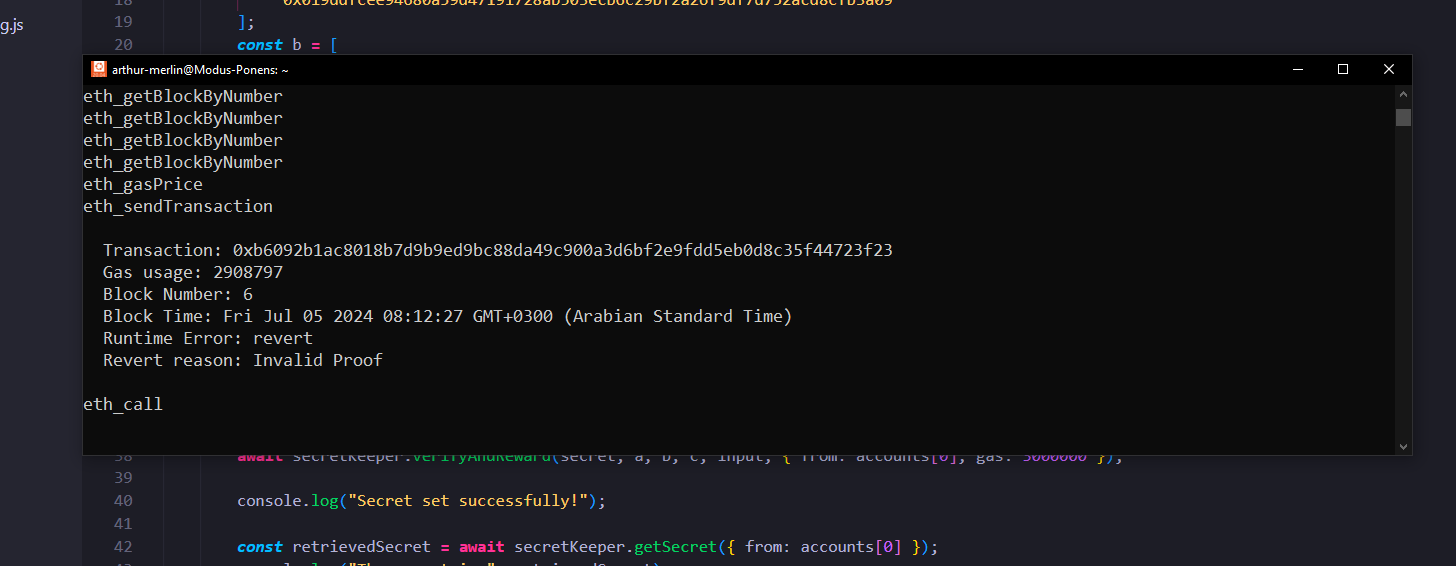 g.js
18
19 ];
20 const b = [
arthur-merlin@Modus-Ponens: ~
eth_getBlockByNumber
eth_getBlockByNumber
eth_getBlockByNumber
eth_getBlockByNumber
eth_gasPrice
eth_sendTransaction
Transaction: 0xb6092b1ac8018b7d9b9ed9bc88da49c900a3d6bf2e9fdd5eb0d8c35f44723f23
Gas usage: 2908797
Block Number: 6
Block Time: Fri Jul 05 2024 08:12:27 GMT+0300 (Arabian Standard Time)
Runtime Error: revert
Revert reason: Invalid Proof
eth_call
38 await secretKeeper.verifyAndReward(secret, a, b, c, input, { from: accounts[0], gas: 3000000 });
39
40 console.log("Secret set successfully!");
41
42 const retrievedSecret = await secretKeeper.getSecret({ from: accounts[0] });